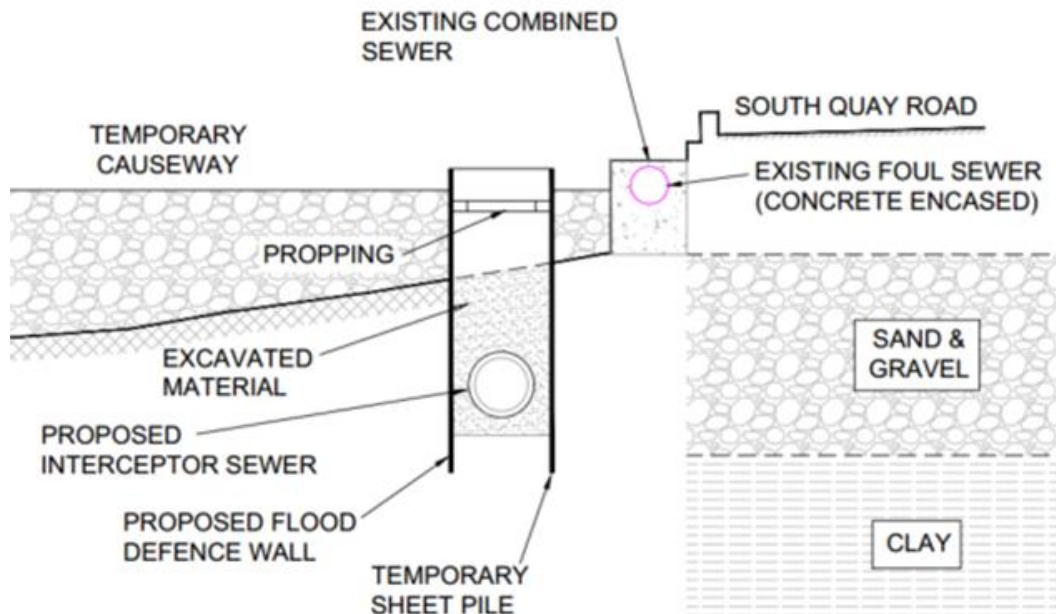 EXISTING COMBINED
SEWER
SOUTH QUAY ROAD
TEMPORARY
CAUSEWAY
EXISTING FOUL SEWER
(CONCRETE ENCASED)
PROPPING
SAND &
GRAVEL
EXCAVATED
MATERIAL
PROPOSED
INTERCEPTOR SEWER
PROPOSED FLOOD
DEFENCE WALL
CLAY
TEMPORARY
SHEET PILE